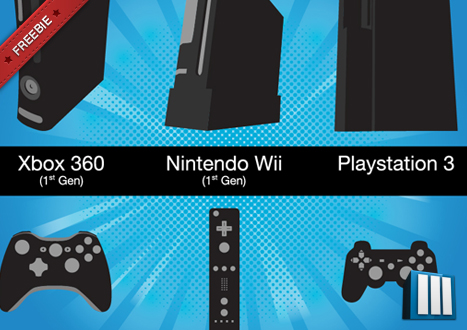 FREEBIE
Xbox 360
(1st Gen)
Nintendo Wii
(1st Gen)
Playstation 3